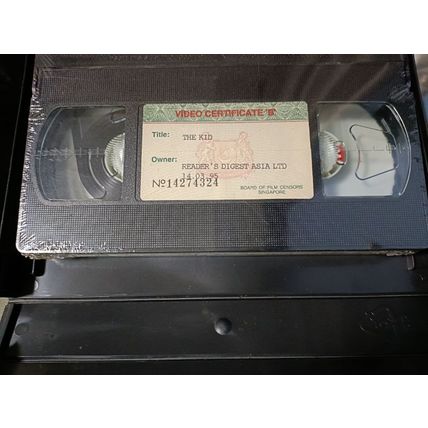 VIDEO CERTIFICATE 'B'
Title: THE KID
Owner: READER'S DIGEST ASIA LTD
14.03.95
Nº14274324
BOARD OF FILM CENSORS
SINGAPORE